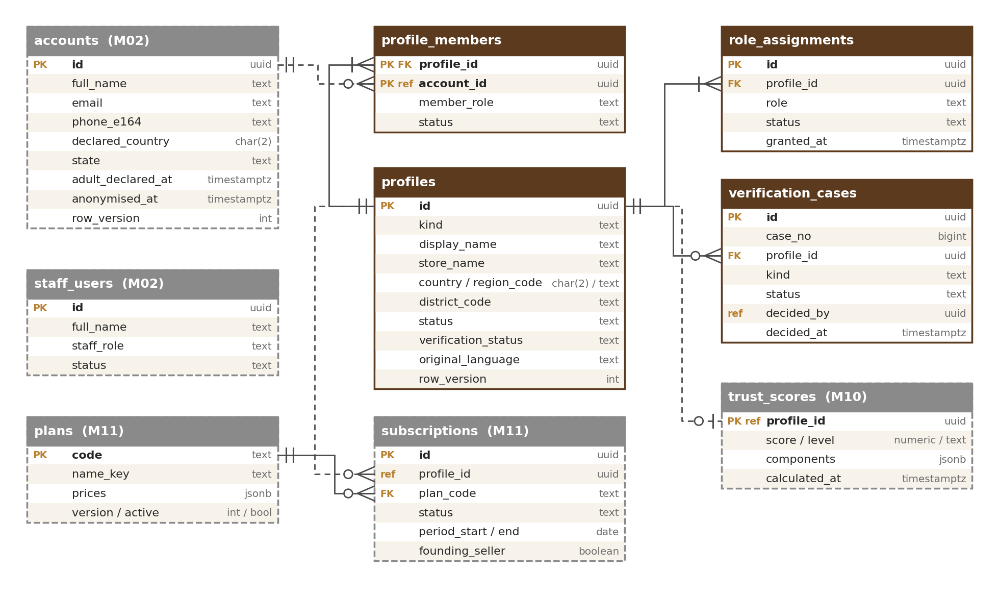 accounts (M02)
PK id uuid
full_name text
email text
phone_e164 text
declared_country char(2)
state text
adult_declared_at timestamptz
anonymised_at timestamptz
row_version int
staff_users (M02)
PK id uuid
full_name text
staff_role text
status text
plans (M11)
PK code text
name_key text
prices jsonb
version / active int / bool
profile_members
PK FK profile_id uuid
PK ref account_id uuid
member_role text
status text
profiles
PK id uuid
kind text
display_name text
store_name text
country / region_code char(2) / text
district_code text
status text
verification_status text
original_language text
row_version int
subscriptions (M11)
PK id uuid
ref profile_id uuid
FK plan_code text
status text
period_start / end date
founding_seller boolean
role_assignments
PK id uuid
FK profile_id uuid
role text
status text
granted_at timestamptz
verification_cases
PK id uuid
case_no bigint
FK profile_id uuid
kind text
status text
ref decided_by uuid
decided_at timestamptz
trust_scores (M10)
PK ref profile_id uuid
score / level numeric / text
components jsonb
calculated_at timestamptz